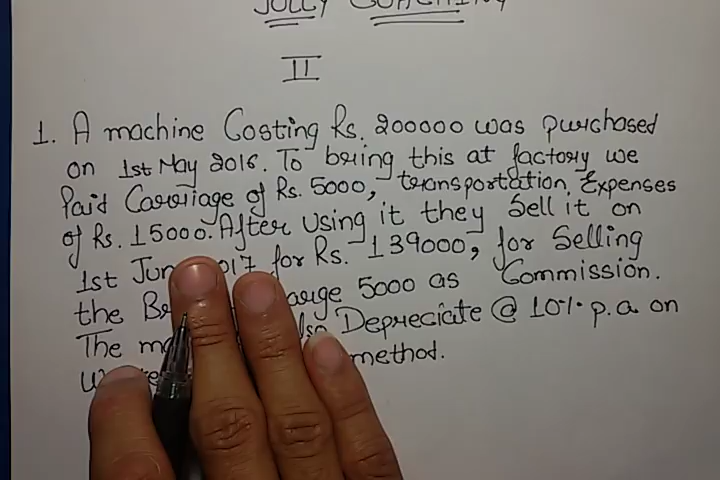 JOLLY COACHING
II
1. A machine Costing Rs. 200000 was purchased
on 1st May 2016. To bring this at factory we
Paid Carriage of Rs. 5000, transportation Expenses
of Rs. 15000. After using it they Sell it on
1st 2017 for Rs. 139000, for Selling
the 5000 as Commission.
The Depreciate @ 10% p.a on
method.